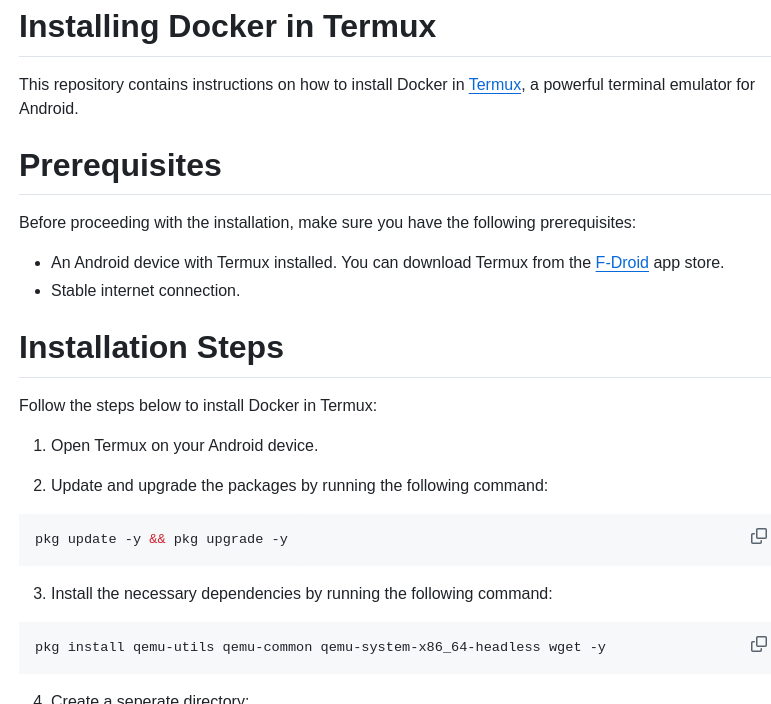 Installing Docker in Termux
This repository contains instructions on how to install Docker in Termux, a powerful terminal emulator for
Android.
Prerequisites
Before proceeding with the installation, make sure you have the following prerequisites:
• An Android device with Termux installed. You can download Termux from the F-Droid app store.
• Stable internet connection.
Installation Steps
Follow the steps below to install Docker in Termux:
1. Open Termux on your Android device.
2. Update and upgrade the packages by running the following command:
pkg update -y && pkg upgrade -y
3. Install the necessary dependencies by running the following command:
pkg install qemu-utils qemu-common qemu-system-x86_64-headless wget -y
4. Create a seperate directory: